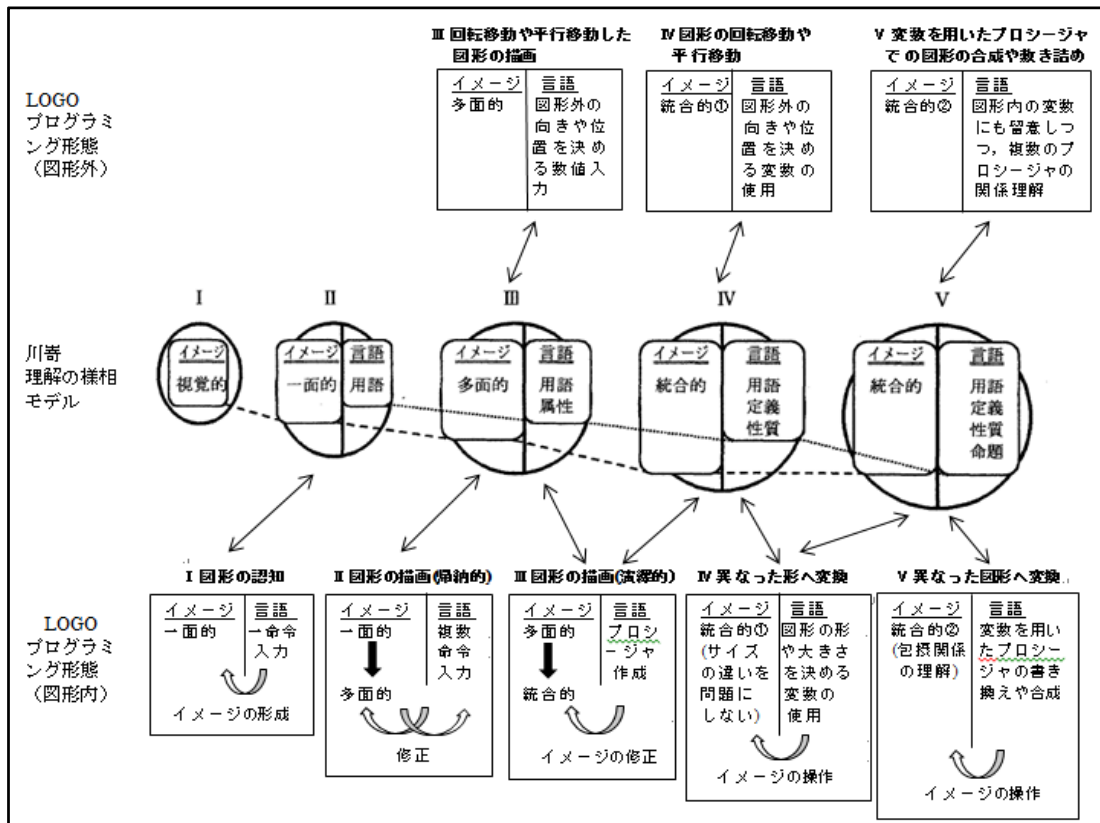 Ⅲ 回転移動や平行移動した
図形の描画
イメージ 言語
多面的 図形外の
向きや位
置を決め
る数値入
力
Ⅳ 図形の回転移動や
平行移動
イメージ 言語
統合的① 図形外の
向きや位
置を決め
る変数の
使用
Ⅴ 変数を用いたプロシージャ
での図形の合成や敷き詰め
イメージ 言語
統合的② 図形内の変数
にも留意しつ
つ，複数のプ
ロシージャの
関係理解
LOGO
プログラミ
ング形態
（図形外）
Ⅰ Ⅱ Ⅲ Ⅳ Ⅴ
川嵜
理解の様相
モデル
イメージ
視覚的
イメージ 言語
一面的 用語
イメージ 言語
多面的 用語
属性
イメージ 言語
統合的 用語
定義
性質
イメージ 言語
統合的 用語
定義
性質
命題
LOGO
プログラミ
ング形態
（図形内）
Ⅰ 図形の認知
イメージ 言語
一面的 一命令
入力
イメージの形成
Ⅱ 図形の描画(帰納的)
イメージ 言語
一面的 複数
命令
入力
多面的
修正
Ⅲ 図形の描画(演繹的)
イメージ 言語
多面的 プロシ
ージャ
作成
統合的
イメージの修正
Ⅳ 異なった形へ変換
イメージ 言語
統合的① 図形の形
(サイズ や大きさ
の違いを を決める
問題に 変数の
しない) 使用
イメージの操作
Ⅴ 異なった図形へ変換
イメージ 言語
統合的② 変数を用い
(包摂関係 たプロシー
の理解) ジャの書き
換えや合成
イメージの操作